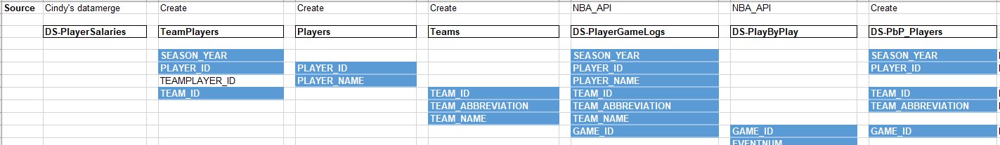 Source Cindy's datamerge Create Create Create NBA_API NBA_API Create
DS-PlayerSalaries TeamPlayers Players Teams DS-PlayerGameLogs DS-PlayByPlay DS-PbP_Players
SEASON_YEAR SEASON_YEAR SEASON_YEAR
PLAYER_ID PLAYER_ID PLAYER_ID PLAYER_ID
TEAMPLAYER_ID PLAYER_NAME PLAYER_NAME
TEAM_ID TEAM_ID TEAM_ID TEAM_ID
TEAM_ABBREVIATION TEAM_ABBREVIATION TEAM_ABBREVIATION
TEAM_NAME TEAM_NAME
GAME_ID GAME_ID GAME_ID
EVENTNUM